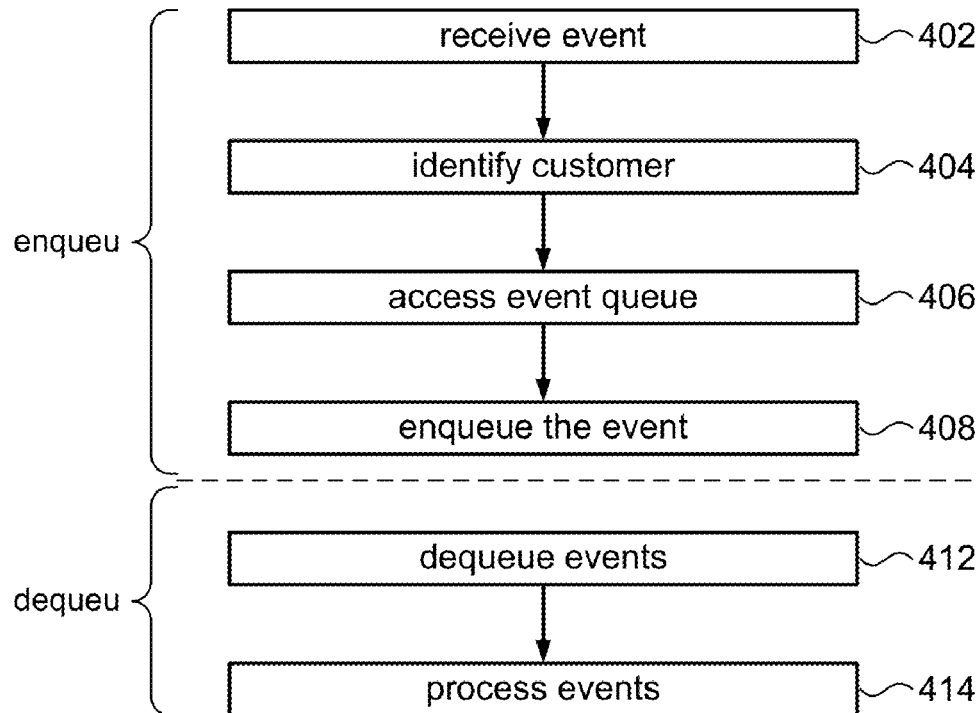 receive event 402
identify customer 404
enqueu
access event queue 406
enqueue the event 408
dequeue events 412
dequeu
process events 414